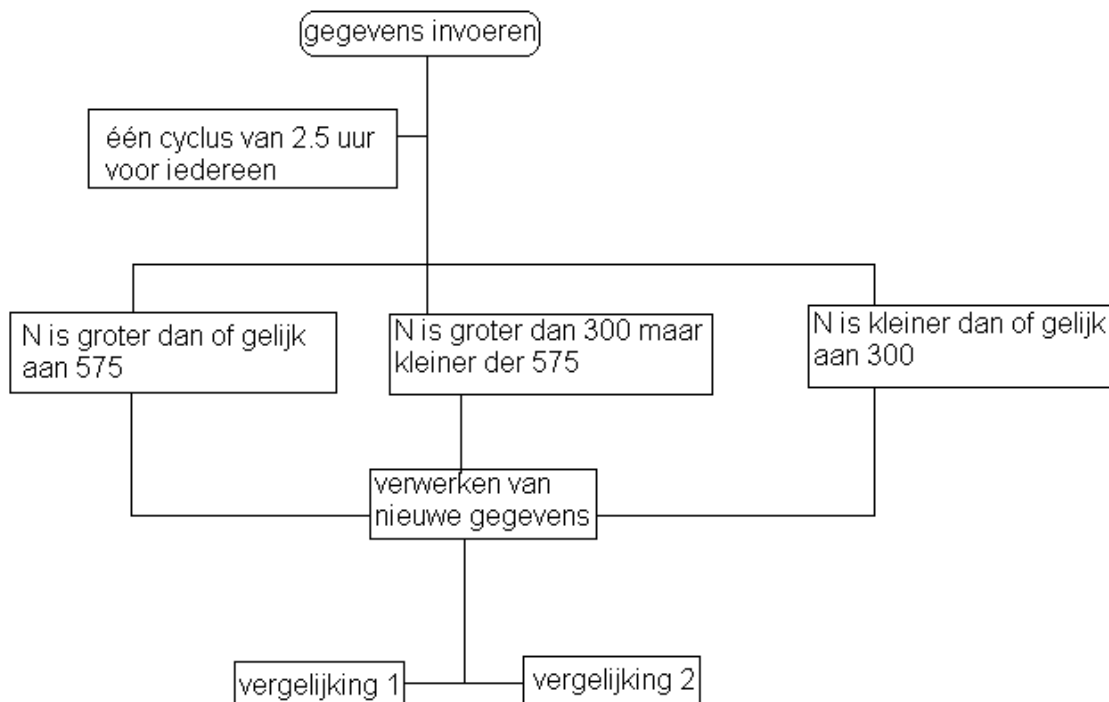 gegevens invoeren
één cyclus van 2.5 uur
voor iedereen
N is groter dan of gelijk
aan 575
N is groter dan 300 maar
kleiner der 575
N is kleiner dan of gelijk
aan 300
verwerken van
nieuwe gegevens
vergelijking 1
vergelijking 2